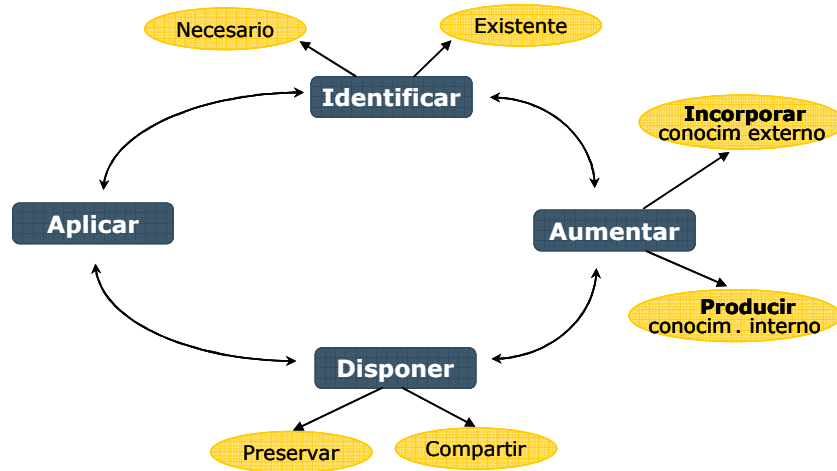 Necesario
Existente
Identificar
Incorporar
conocim externo
Aplicar
Aumentar
Producir
conocim . interno
Disponer
Preservar
Compartir